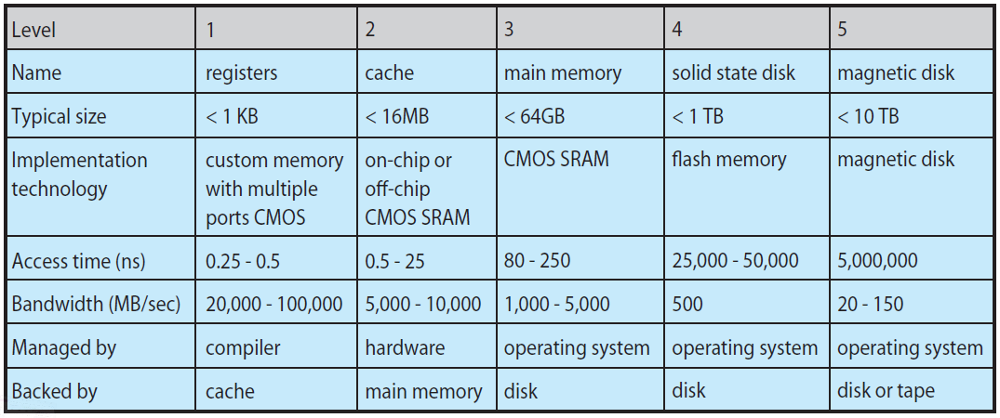 Level 1 2 3 4 5
Name registers cache main memory solid state disk magnetic disk
Typical size < 1 KB < 16MB < 64GB < 1 TB < 10 TB
Implementation custom memory on-chip or CMOS SRAM flash memory magnetic disk
technology with multiple off-chip
ports CMOS CMOS SRAM
Access time (ns) 0.25 - 0.5 0.5 - 25 80 - 250 25,000 - 50,000 5,000,000
Bandwidth (MB/sec) 20,000 - 100,000 5,000 - 10,000 1,000 - 5,000 500 20 - 150
Managed by compiler hardware operating system operating system operating system
Backed by cache main memory disk disk disk or tape